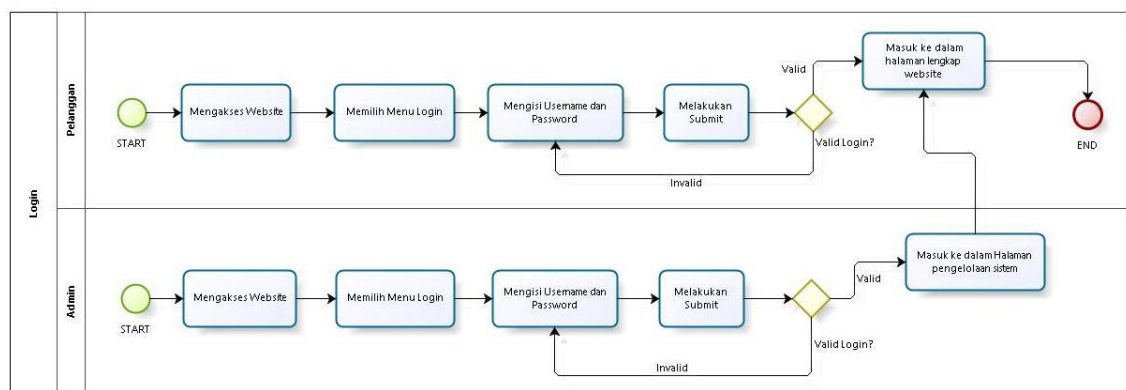 Login
Pelanggan
START
Mengakses Website
Memilih Menu Login
Mengisi Username dan
Password
Melakukan
Submit
Valid
Valid Login?
Invalid
Masuk ke dalam
halaman lengkap
website
END
Admin
START
Mengakses Website
Memilih Menu Login
Mengisi Username dan
Password
Melakukan
Submit
Valid
Valid Login?
Invalid
Masuk ke dalam Halaman
pengelolaan sistem